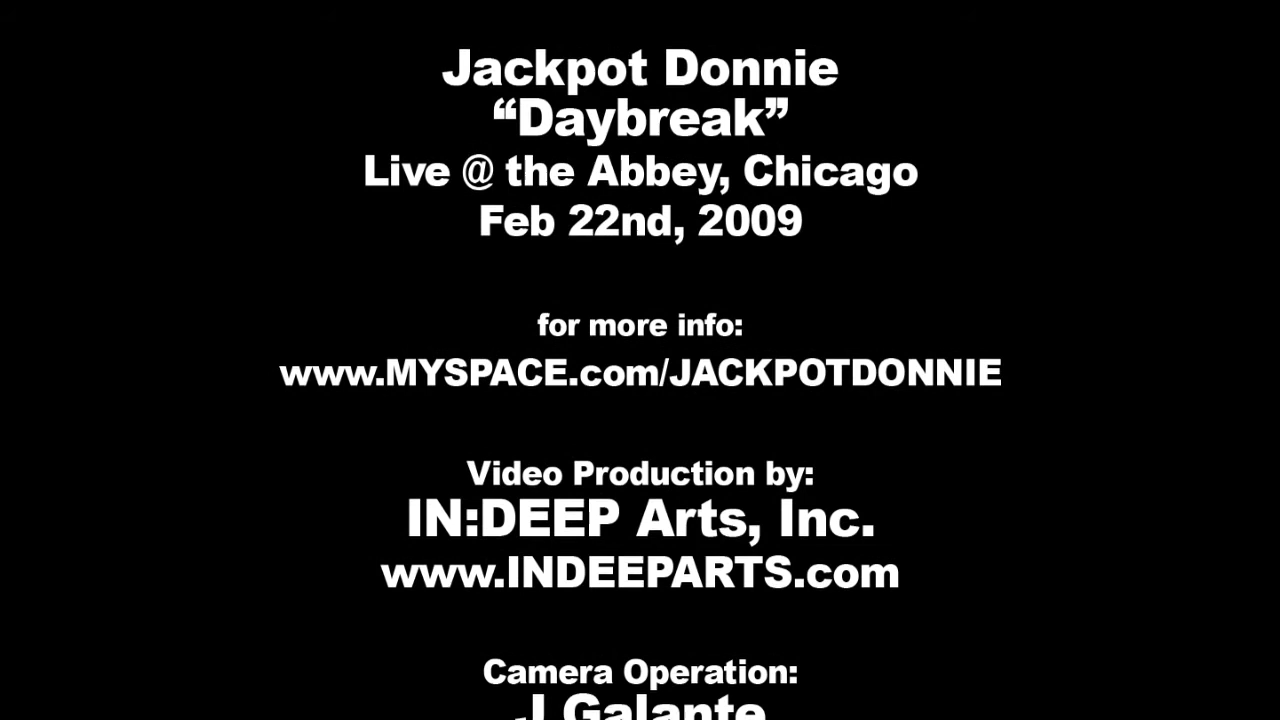 Jackpot Donnie
“Daybreak”
Live @ the Abbey, Chicago
Feb 22nd, 2009
for more info:
www.MYSPACE.com/JACKPOTDONNIE
Video Production by:
IN:DEEP Arts, Inc.
www.INDEEPARTS.com
Camera Operation:
J Galante